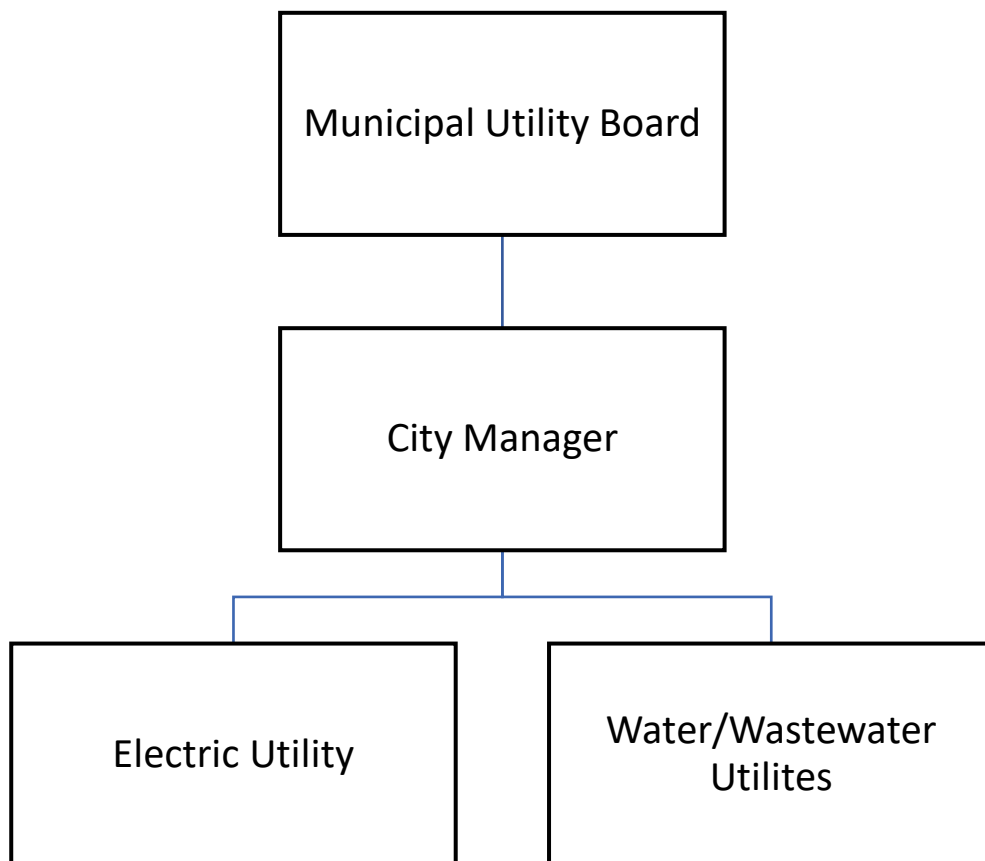 Municipal Utility Board
City Manager
Electric Utility
Water/Wastewater
Utilites